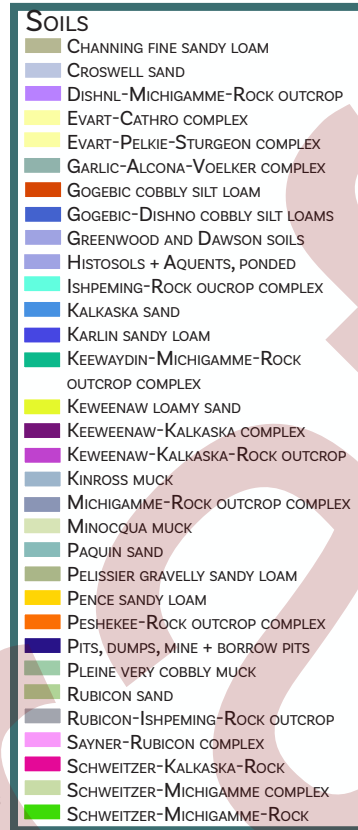 Soils
Channing fine sandy loam
Croswell sand
Dishnl-Michigamme-Rock outcrop
Evart-Cathro complex
Evart-Pelkie-Sturgeon complex
Garlic-Alcona-Voelker complex
Gogebic cobbly silt loam
Gogebic-Dishno cobbly silt loams
Greenwood and Dawson soils
Histosols + Aquents, ponded
Ishpeming-Rock oucrop complex
Kalkaska sand
Karlin sandy loam
Keewaydin-Michigamme-Rock
outcrop complex
Keweenaw loamy sand
Keeweenaw-Kalkaska complex
Keweenaw-Kalkaska-Rock outcrop
Kinross muck
Michigamme-Rock outcrop complex
Minocqua muck
Paquin sand
Pelissier gravelly sandy loam
Pence sandy loam
Peshekee-Rock outcrop complex
Pits, dumps, mine + borrow pits
Pleine very cobbly muck
Rubicon sand
Rubicon-Ishpeming-Rock outcrop
Sayner-Rubicon complex
Schweitzer-Kalkaska-Rock
Schweitzer-Michigamme complex
Schweitzer-Michigamme-Rock